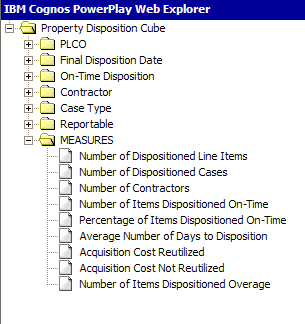 IBM Cognos PowerPlay Web Explorer
Property Disposition Cube
PLCO
Final Disposition Date
On-Time Disposition
Contractor
Case Type
Reportable
MEASURES
Number of Dispositioned Line Items
Number of Dispositioned Cases
Number of Contractors
Number of Items Dispositioned On-Time
Percentage of Items Dispositioned On-Time
Average Number of Days to Disposition
Acquisition Cost Reutilized
Acquisition Cost Not Reutilized
Number of Items Dispositioned Overage